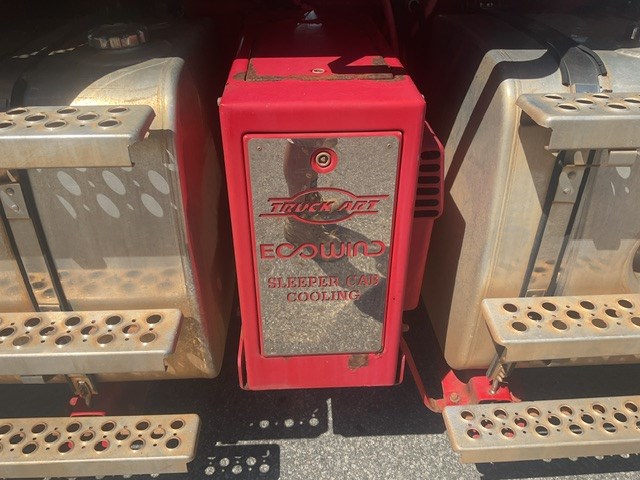 TRUCK ART
ECOWIND
SLEEPER CAB
COOLING